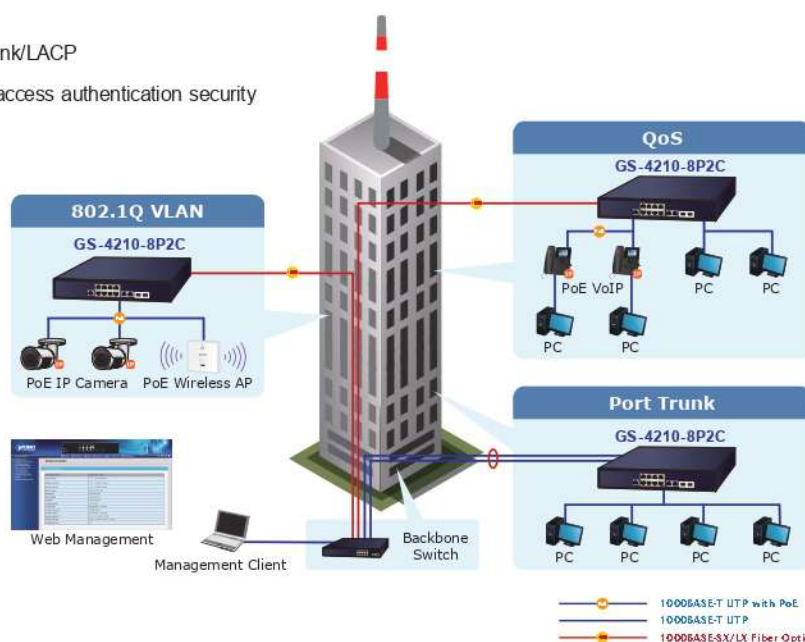 nk/LACP
access authentication security
QoS
GS-4210-8P2C
PoE VoIP
PC
PC
PC
PC
802.1Q VLAN
GS-4210-8P2C
PoE IP Camera
PoE Wireless AP
Port Trunk
GS-4210-8P2C
PC
PC
PC
PC
Web Management
Management Client
Backbone
Switch
1000BASE-T UTP with PoE
1000BASE-T UTP
1000BASE-SX/LX Fiber Opti